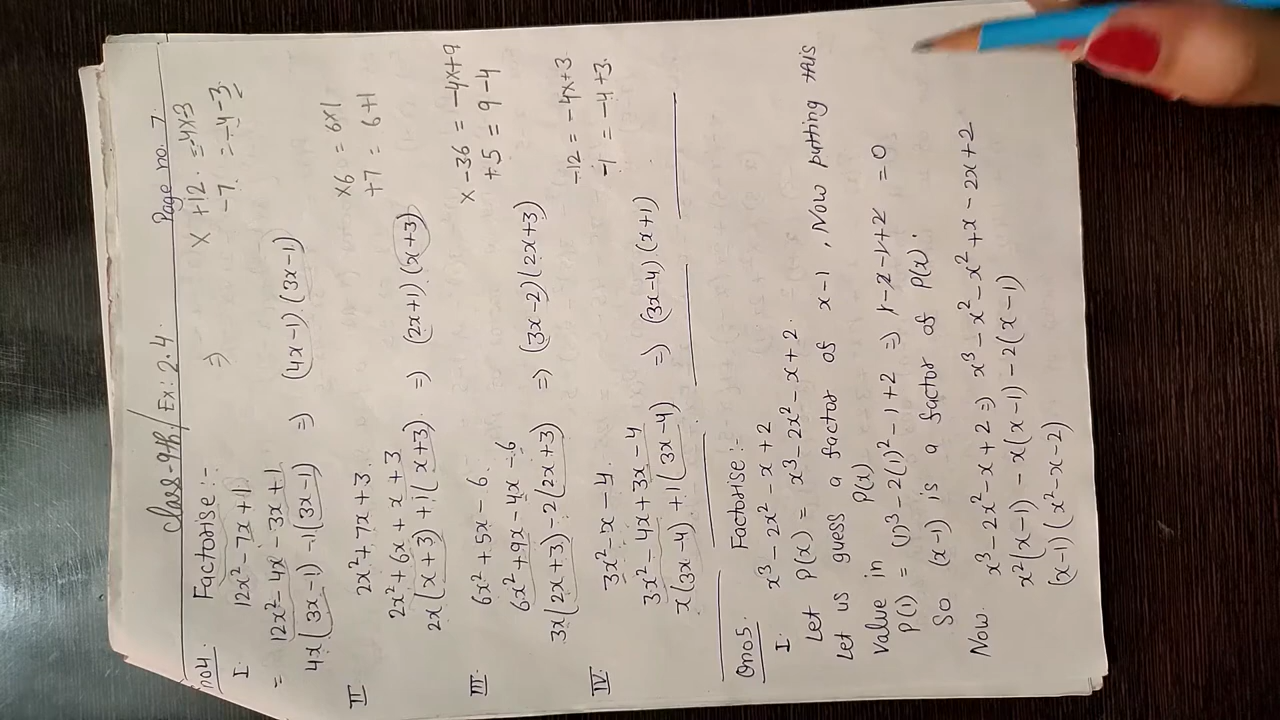 Class-9th/Ex: 2.4. Page no. 7.
no4. Factorise :-
I. 12x² - 7x + 1. ⇒ x +12. = -4x-3
-7. = -4 -3.
= 12x² - 4x - 3x + 1
4x(3x - 1) - 1(3x - 1) ⇒ (4x - 1) (3x - 1)
II 2x² + 7x + 3. x6 = 6x1
+7 = 6+1
2x² + 6x + x + 3
2x(x + 3) + 1(x + 3). ⇒ (2x + 1) (x + 3)
III. 6x² + 5x - 6. x -36 = -4x+9
+5 = 9 - 4
6x² + 9x - 4x - 6
3x(2x + 3) - 2(2x + 3) ⇒ (3x - 2)(2x + 3)
IV. 3x² - x - 4. -12 = -4x+3.
-1 = -4+3.
3x² - 4x + 3x - 4
x(3x - 4) + 1(3x - 4) ⇒ (3x - 4) (x + 1)
Qno5. Factorise :-
I. x³ - 2x² - x + 2
Let P(x) = x³ - 2x² - x + 2.
Let us guess a factor of x - 1, Now putting this
Value in P(x)
P(1) = (1)³ - 2(1)² - 1 + 2 ⇒ 1 - 2 - 1 + 2 = 0
So (x - 1) is a factor of P(x).
Now. x³ - 2x² - x + 2 ⇒ x³ - x² - x² + x - 2x + 2.
x²(x - 1) - x(x - 1) - 2(x - 1)
(x - 1) (x² - x - 2)